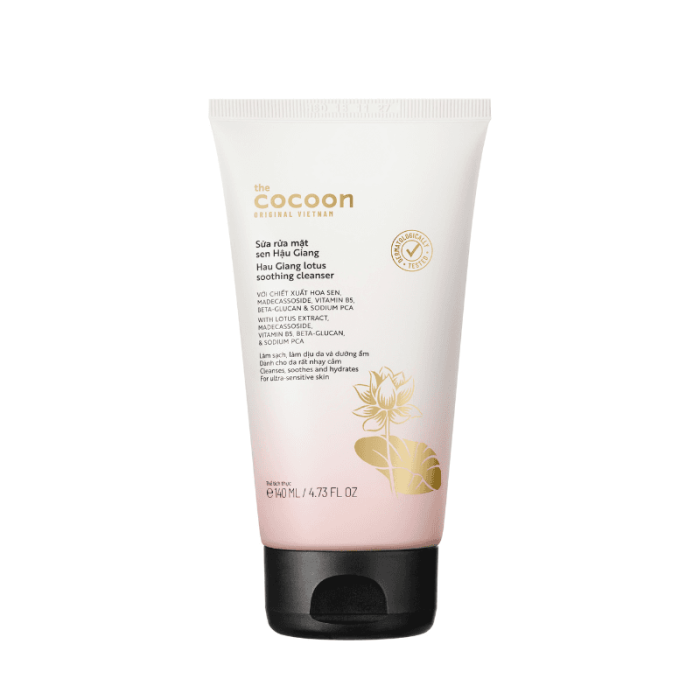 the
cocoon
ORIGINAL VIETNAM
Sữa rửa mặt
sen Hậu Giang
Hau Giang lotus
soothing cleanser
VỚI CHIẾT XUẤT HOA SEN,
MADECASSOSIDE, VITAMIN B5,
BETA-GLUCAN & SODIUM PCA
WITH LOTUS EXTRACT,
MADECASSOSIDE,
VITAMIN B5, BETA-GLUCAN,
& SODIUM PCA
Làm sạch, làm dịu da và dưỡng ẩm
Dành cho da rất nhạy cảm
Cleanses, soothes and hydrates
For ultra-sensitive skin
Thể tích thực:
℮ 140 ML / 4.73 FL OZ
DERMATOLOGICALLY
TESTED